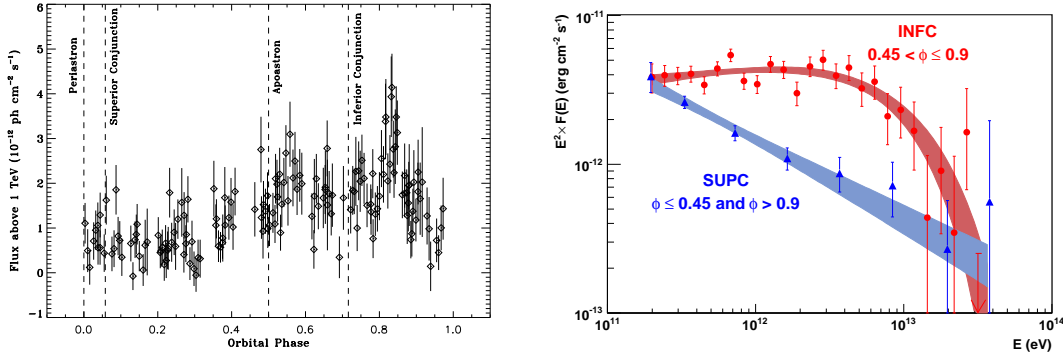 Flux above 1 TeV (10⁻¹² ph cm⁻² s⁻¹)
6
5
4
3
2
1
0
-1
Periastron
Superior Conjunction
Apoastron
Inferior Conjunction
0.0 0.2 0.4 0.6 0.8 1.0
Orbital Phase
E²×F(E) (erg cm⁻² s⁻¹)
10⁻¹¹
10⁻¹²
10⁻¹³
INFC
0.45 < ϕ ≤ 0.9
SUPC
ϕ ≤ 0.45 and ϕ > 0.9
10¹¹ 10¹² 10¹³ 10¹⁴
E (eV)